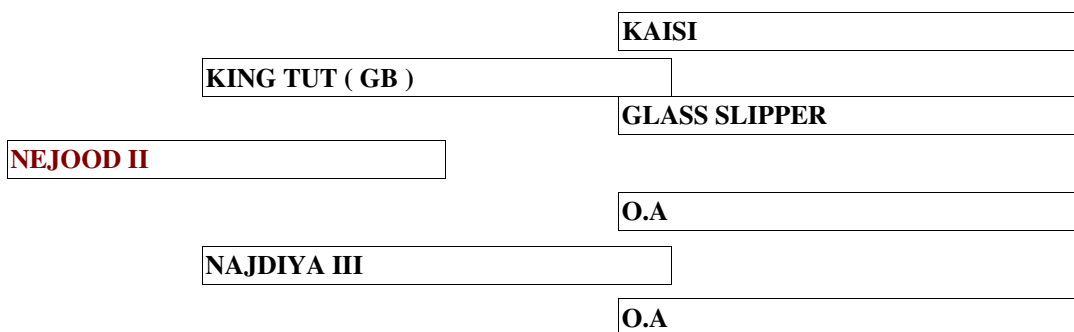 KAISI
KING TUT ( GB )
GLASS SLIPPER
NEJOOD II
O.A
NAJDIYA III
O.A